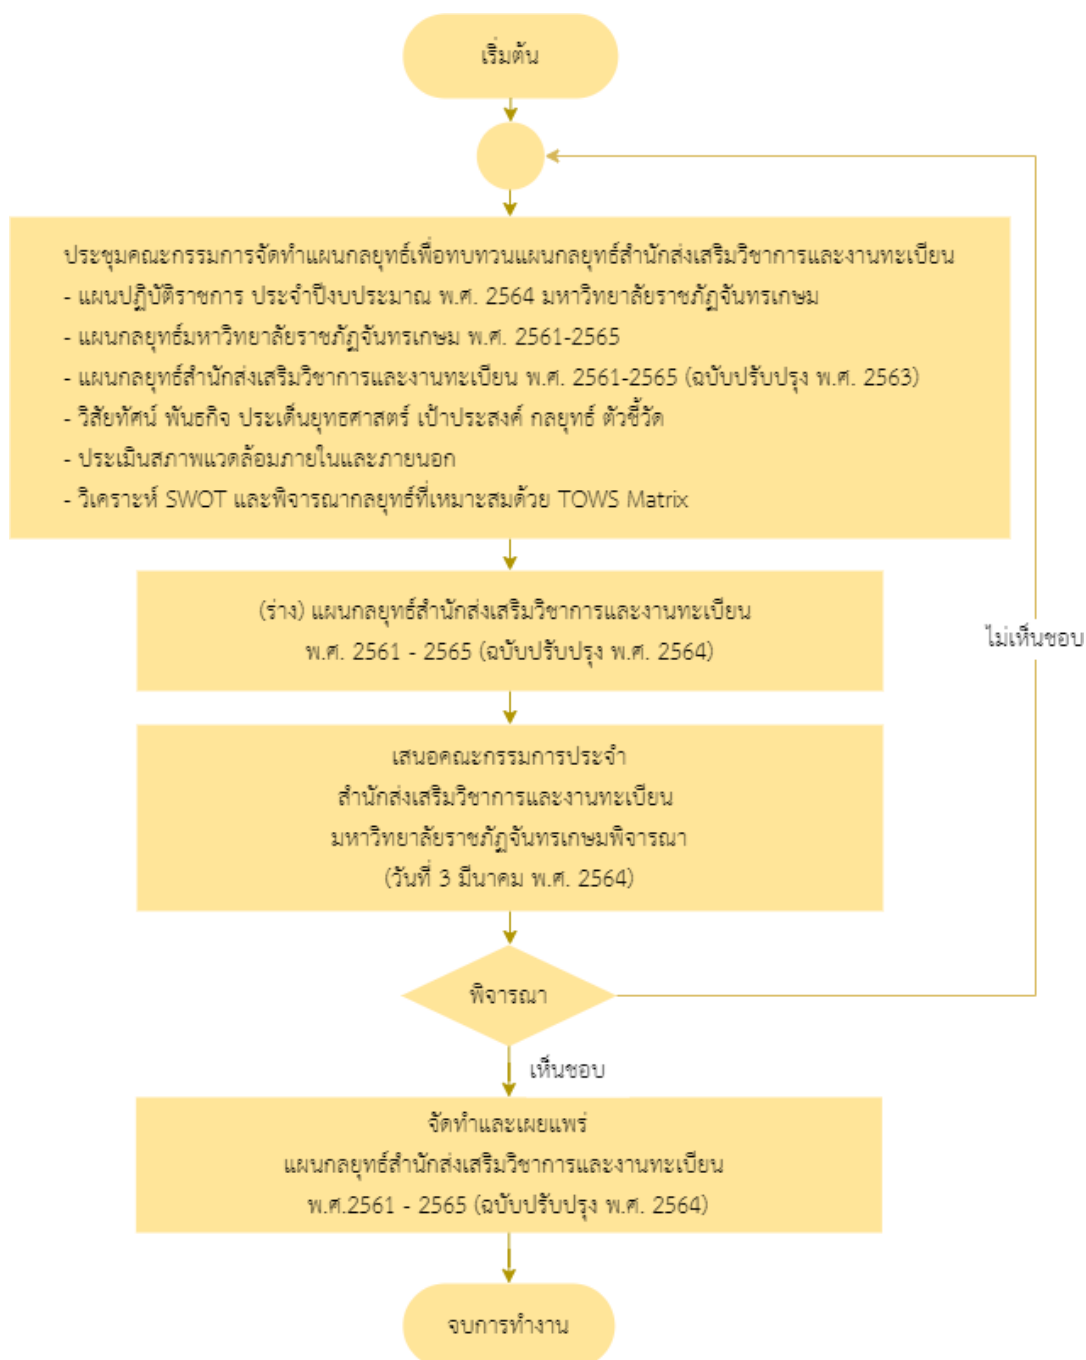 เริ่มต้น
ประชุมคณะกรรมการจัดทำแผนกลยุทธ์เพื่อทบทวนแผนกลยุทธ์สำนักส่งเสริมวิชาการและงานทะเบียน
- แผนปฏิบัติราชการ ประจำปีงบประมาณ พ.ศ. 2564 มหาวิทยาลัยราชภัฏจันทรเกษม
- แผนกลยุทธ์มหาวิทยาลัยราชภัฏจันทรเกษม พ.ศ. 2561-2565
- แผนกลยุทธ์สำนักส่งเสริมวิชาการและงานทะเบียน พ.ศ. 2561-2565 (ฉบับปรับปรุง พ.ศ. 2563)
- วิสัยทัศน์ พันธกิจ ประเด็นยุทธศาสตร์ เป้าประสงค์ กลยุทธ์ ตัวชี้วัด
- ประเมินสภาพแวดล้อมภายในและภายนอก
- วิเคราะห์ SWOT และพิจารณากลยุทธ์ที่เหมาะสมด้วย TOWS Matrix
(ร่าง) แผนกลยุทธ์สำนักส่งเสริมวิชาการและงานทะเบียน
พ.ศ. 2561 - 2565 (ฉบับปรับปรุง พ.ศ. 2564)
ไม่เห็นชอบ
เสนอคณะกรรมการประจำ
สำนักส่งเสริมวิชาการและงานทะเบียน
มหาวิทยาลัยราชภัฏจันทรเกษมพิจารณา
(วันที่ 3 มีนาคม พ.ศ. 2564)
พิจารณา
เห็นชอบ
จัดทำและเผยแพร่
แผนกลยุทธ์สำนักส่งเสริมวิชาการและงานทะเบียน
พ.ศ.2561 - 2565 (ฉบับปรับปรุง พ.ศ. 2564)
จบการทำงาน